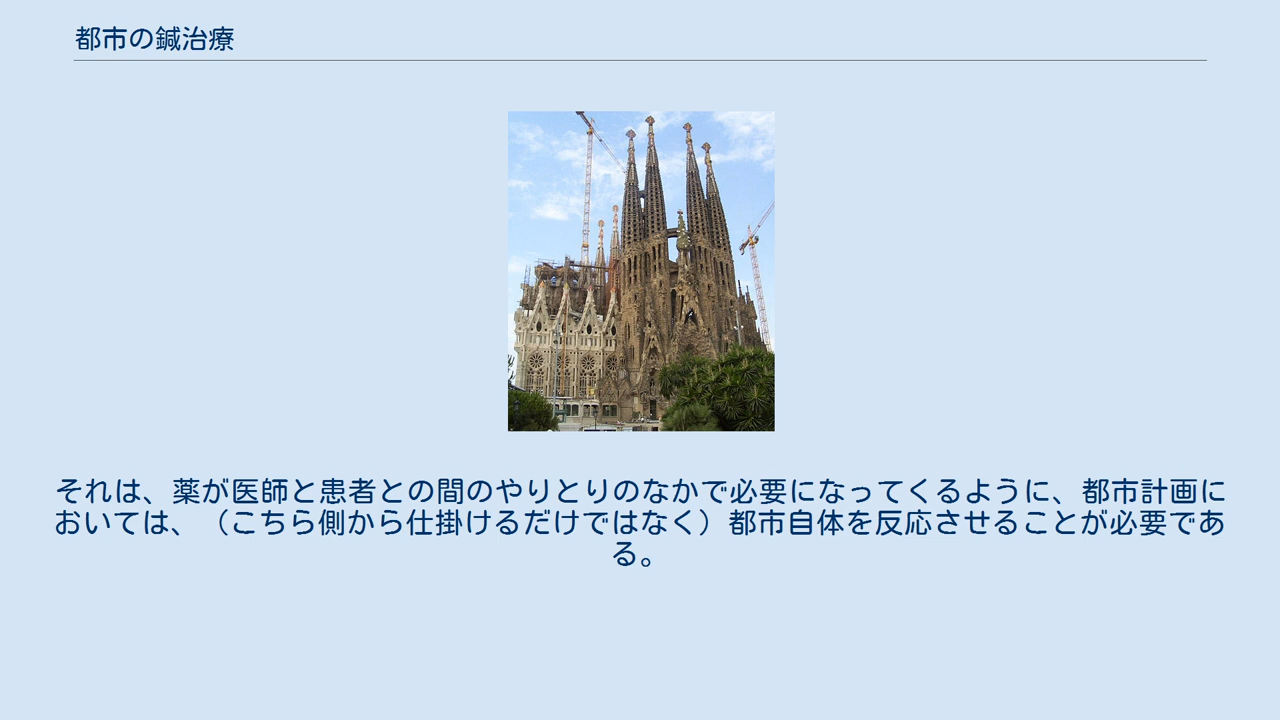 都市の鍼治療
それは、薬が医師と患者との間のやりとりのなかで必要になってくるように、都市計画に
おいては、（こちら側から仕掛けるだけではなく）都市自体を反応させることが必要であ
る。